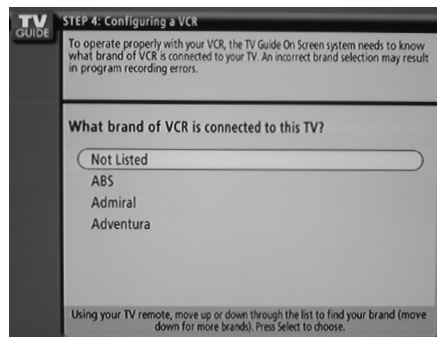 TV
GUIDE
STEP 4: Configuring a VCR
To operate properly with your VCR, the TV Guide On Screen system needs to know
what brand of VCR is connected to your TV. An incorrect brand selection may result
in program recording errors.
What brand of VCR is connected to this TV?
Not Listed
ABS
Admiral
Adventura
Using your TV remote, move up or down through the list to find your brand (move
down for more brands). Press Select to choose.